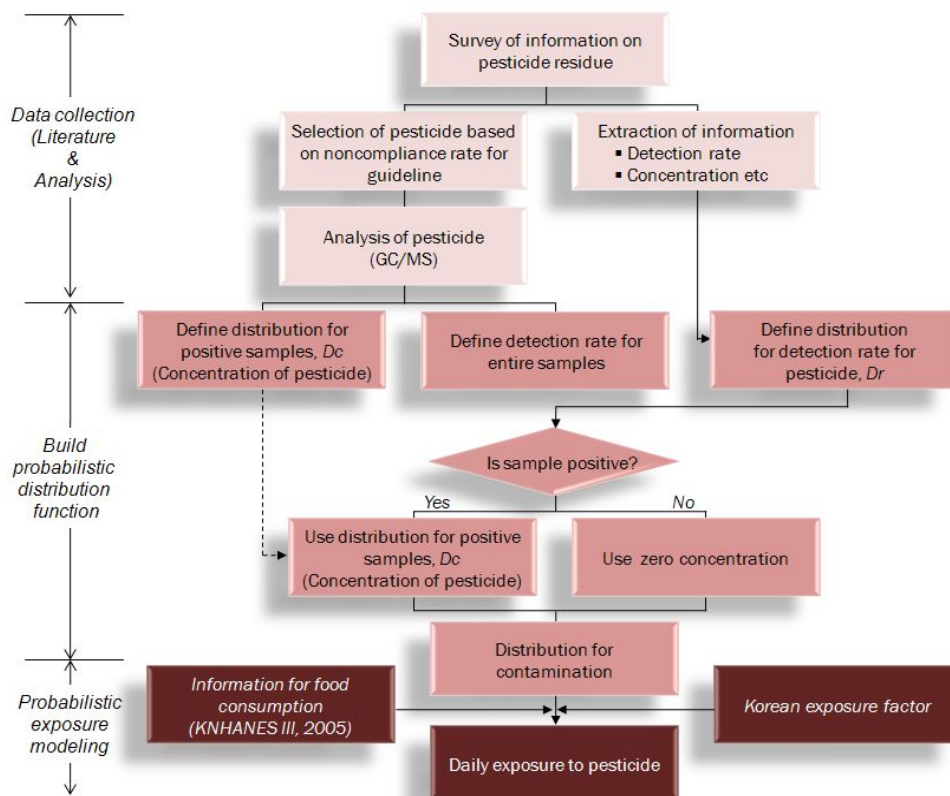 Survey of information on
pesticide residue
Data collection
(Literature
&
Analysis)
Selection of pesticide based
on noncompliance rate for
guideline
Extraction of information
▪ Detection rate
▪ Concentration etc
Analysis of pesticide
(GC/MS)
Define distribution for
positive samples, Dc
(Concentration of pesticide)
Define detection rate for
entire samples
Define distribution
for detection rate for
pesticide, Dr
Build
probabilistic
distribution
function
Is sample positive?
Yes
No
Use distribution for positive
samples, Dc
(Concentration of pesticide)
Use zero concentration
Distribution for
contamination
Probabilistic
exposure
modeling
Information for food
consumption
(KNHANES III, 2005)
Korean exposure factor
Daily exposure to pesticide